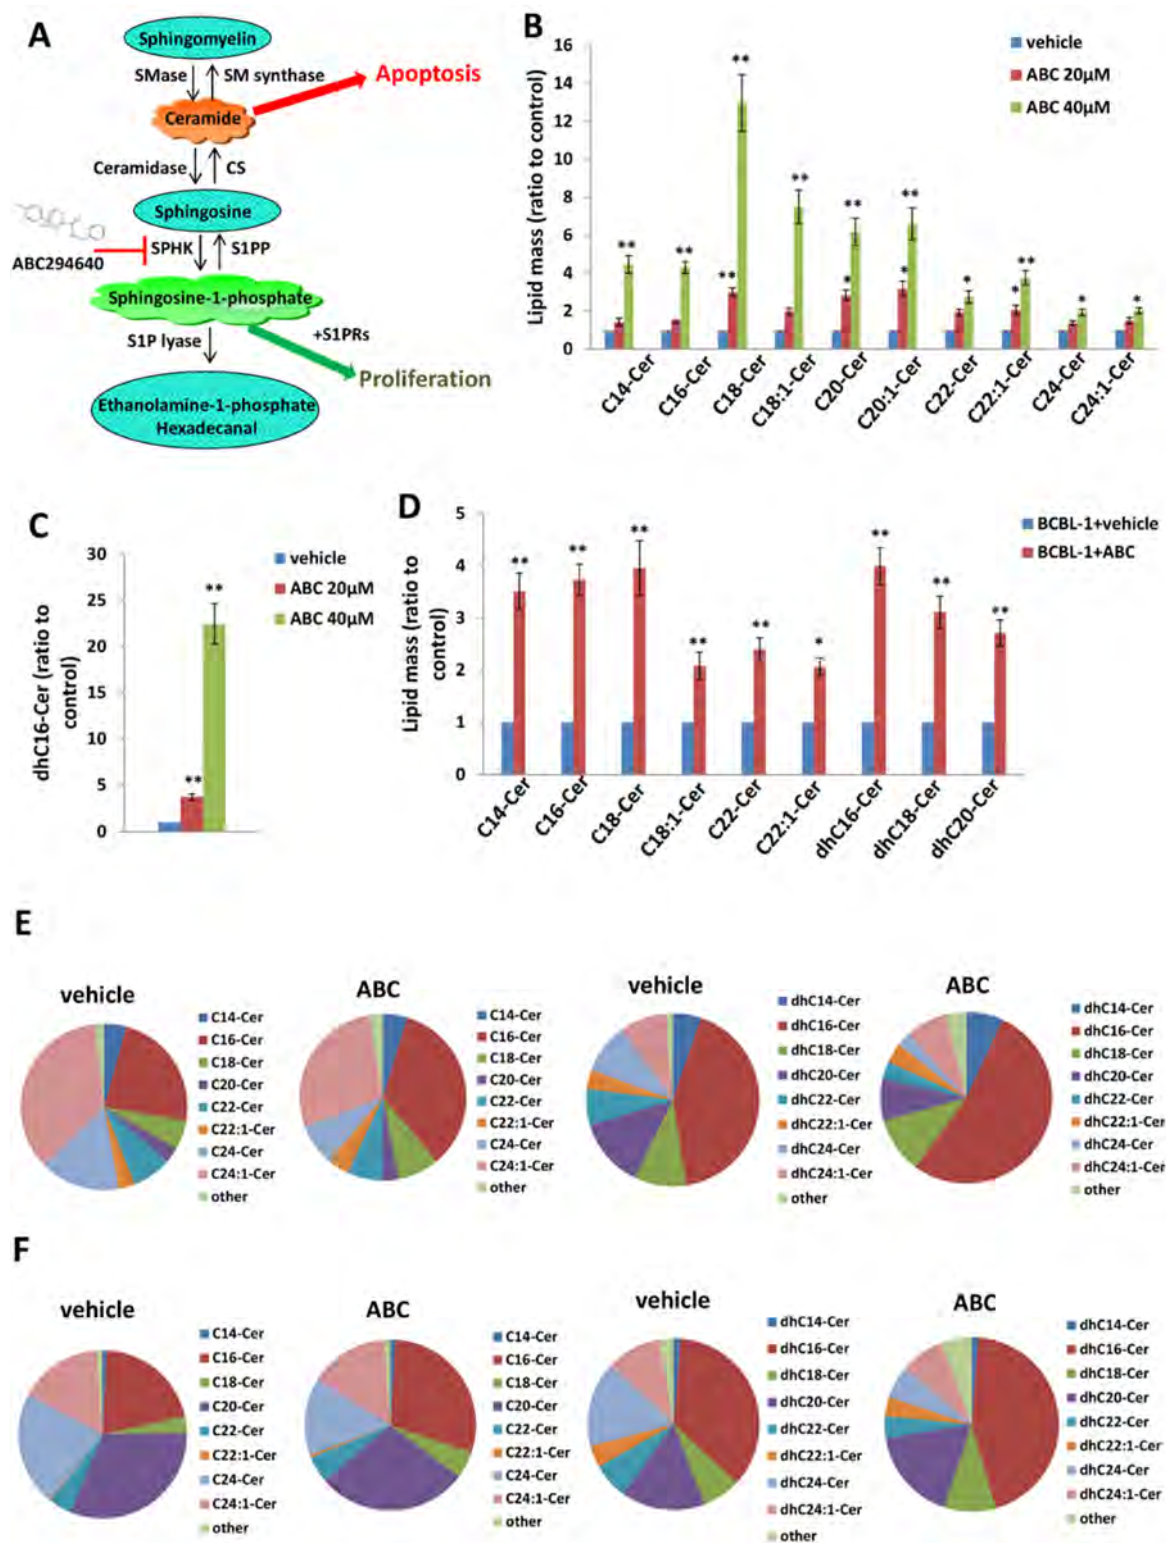 A
Sphingomyelin
SMase
SM synthase
Apoptosis
Ceramide
Ceramidase
CS
Sphingosine
ABC294640
SPHK
S1PP
Sphingosine-1-phosphate
S1P lyase
+S1PRs
Proliferation
Ethanolamine-1-phosphate
Hexadecanal
B
Lipid mass (ratio to control)
16
14
12
10
8
6
4
2
0
vehicle
ABC 20μM
ABC 40μM
**
**
**
**
**
*
**
*
**
*
*
**
*
*
C14-Cer
C16-Cer
C18-Cer
C18:1-Cer
C20-Cer
C20:1-Cer
C22-Cer
C22:1-Cer
C24-Cer
C24:1-Cer
C
dhC16-Cer (ratio to
control)
30
25
20
15
10
5
0
**
**
vehicle
ABC 20μM
ABC 40μM
D
Lipid mass (ratio to
control)
5
4
3
2
1
0
**
**
**
**
**
*
**
**
**
BCBL-1+vehicle
BCBL-1+ABC
C14-Cer
C16-Cer
C18-Cer
C18:1-Cer
C22-Cer
C22:1-Cer
dhC16-Cer
dhC18-Cer
dhC20-Cer
E
vehicle
C14-Cer
C16-Cer
C18-Cer
C20-Cer
C22-Cer
C22:1-Cer
C24-Cer
C24:1-Cer
other
ABC
C14-Cer
C16-Cer
C18-Cer
C20-Cer
C22-Cer
C22:1-Cer
C24-Cer
C24:1-Cer
other
vehicle
dhC14-Cer
dhC16-Cer
dhC18-Cer
dhC20-Cer
dhC22-Cer
dhC22:1-Cer
dhC24-Cer
dhC24:1-Cer
other
ABC
dhC14-Cer
dhC16-Cer
dhC18-Cer
dhC20-Cer
dhC22-Cer
dhC22:1-Cer
dhC24-Cer
dhC24:1-Cer
other
F
vehicle
C14-Cer
C16-Cer
C18-Cer
C20-Cer
C22-Cer
C22:1-Cer
C24-Cer
C24:1-Cer
other
ABC
C14-Cer
C16-Cer
C18-Cer
C20-Cer
C22-Cer
C22:1-Cer
C24-Cer
C24:1-Cer
other
vehicle
dhC14-Cer
dhC16-Cer
dhC18-Cer
dhC20-Cer
dhC22-Cer
dhC22:1-Cer
dhC24-Cer
dhC24:1-Cer
other
ABC
dhC14-Cer
dhC16-Cer
dhC18-Cer
dhC20-Cer
dhC22-Cer
dhC22:1-Cer
dhC24-Cer
dhC24:1-Cer
other